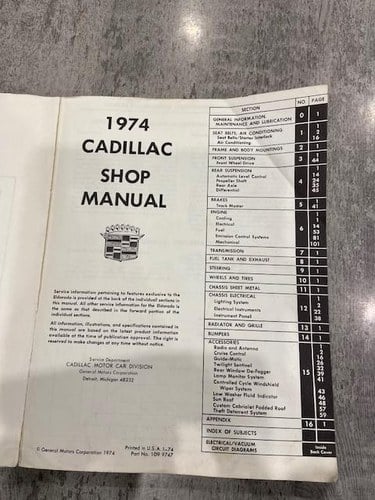 1974
CADILLAC
SHOP
MANUAL
Service information pertaining to features exclusive to the
Eldorado is provided at the back of the individual sections in
this manual. All other service information for the Eldorado is
the same as that described in the forward portion of the
individual section.
All information, illustrations, and specifications contained in
this manual are based on the latest product information
available at the time of publication approval. The right is
reserved to make changes at any time without notice.
Service Department
CADILLAC MOTOR CAR DIVISION
General Motors Corporation
Detroit, Michigan 48232
© General Motors Corporation 1974
Printed in U.S.A. 1-74
Part No. 109 9747
SECTION NO. PAGE
GENERAL INFORMATION,
MAINTENANCE AND LUBRICATION 0 1
SEAT BELTS, AIR CONDITIONING 1 1
Seat Belts/Starter Interlock 2
Air Conditioning 16
FRAME AND BODY MOUNTINGS 2 1
FRONT SUSPENSION 3 1
Front Wheel Drive 44
REAR SUSPENSION 4 1
Automatic Level Control 14
Propeller Shaft 24
Rear Axle 35
Differential 45
BRAKES 5 1
Track Master 41
ENGINE 6 1
Cooling 1
Electrical 14
Fuel 53
Emission Control Systems 81
Mechanical 101
TRANSMISSION 7 1
FUEL TANK AND EXHAUST 8 1
STEERING 9 1
WHEELS AND TIRES 10 1
CHASSIS SHEET METAL 11 1
CHASSIS ELECTRICAL 12 1
Lighting System 2
Electrical Instruments 22
Instrument Panel 38
RADIATOR AND GRILLE 13 1
BUMPERS 14 1
ACCESSORIES 15 1
Radio and Antenna 1
Cruise Control 16
Guide-Matic 26
Twilight Sentinel 32
Rear Window De-Fogger 39
Lamp Monitor System 41
Controlled Cycle Windshield
Wiper System 43
Low Washer Fluid Indicator 46
Sun Roof 48
Custom Cabriolet Padded Roof 57
Theft Deterrent System 59
APPENDIX 16 1
INDEX OF SUBJECTS
ELECTRICAL/VACUUM
CIRCUIT DIAGRAMS Inside
Back Cover